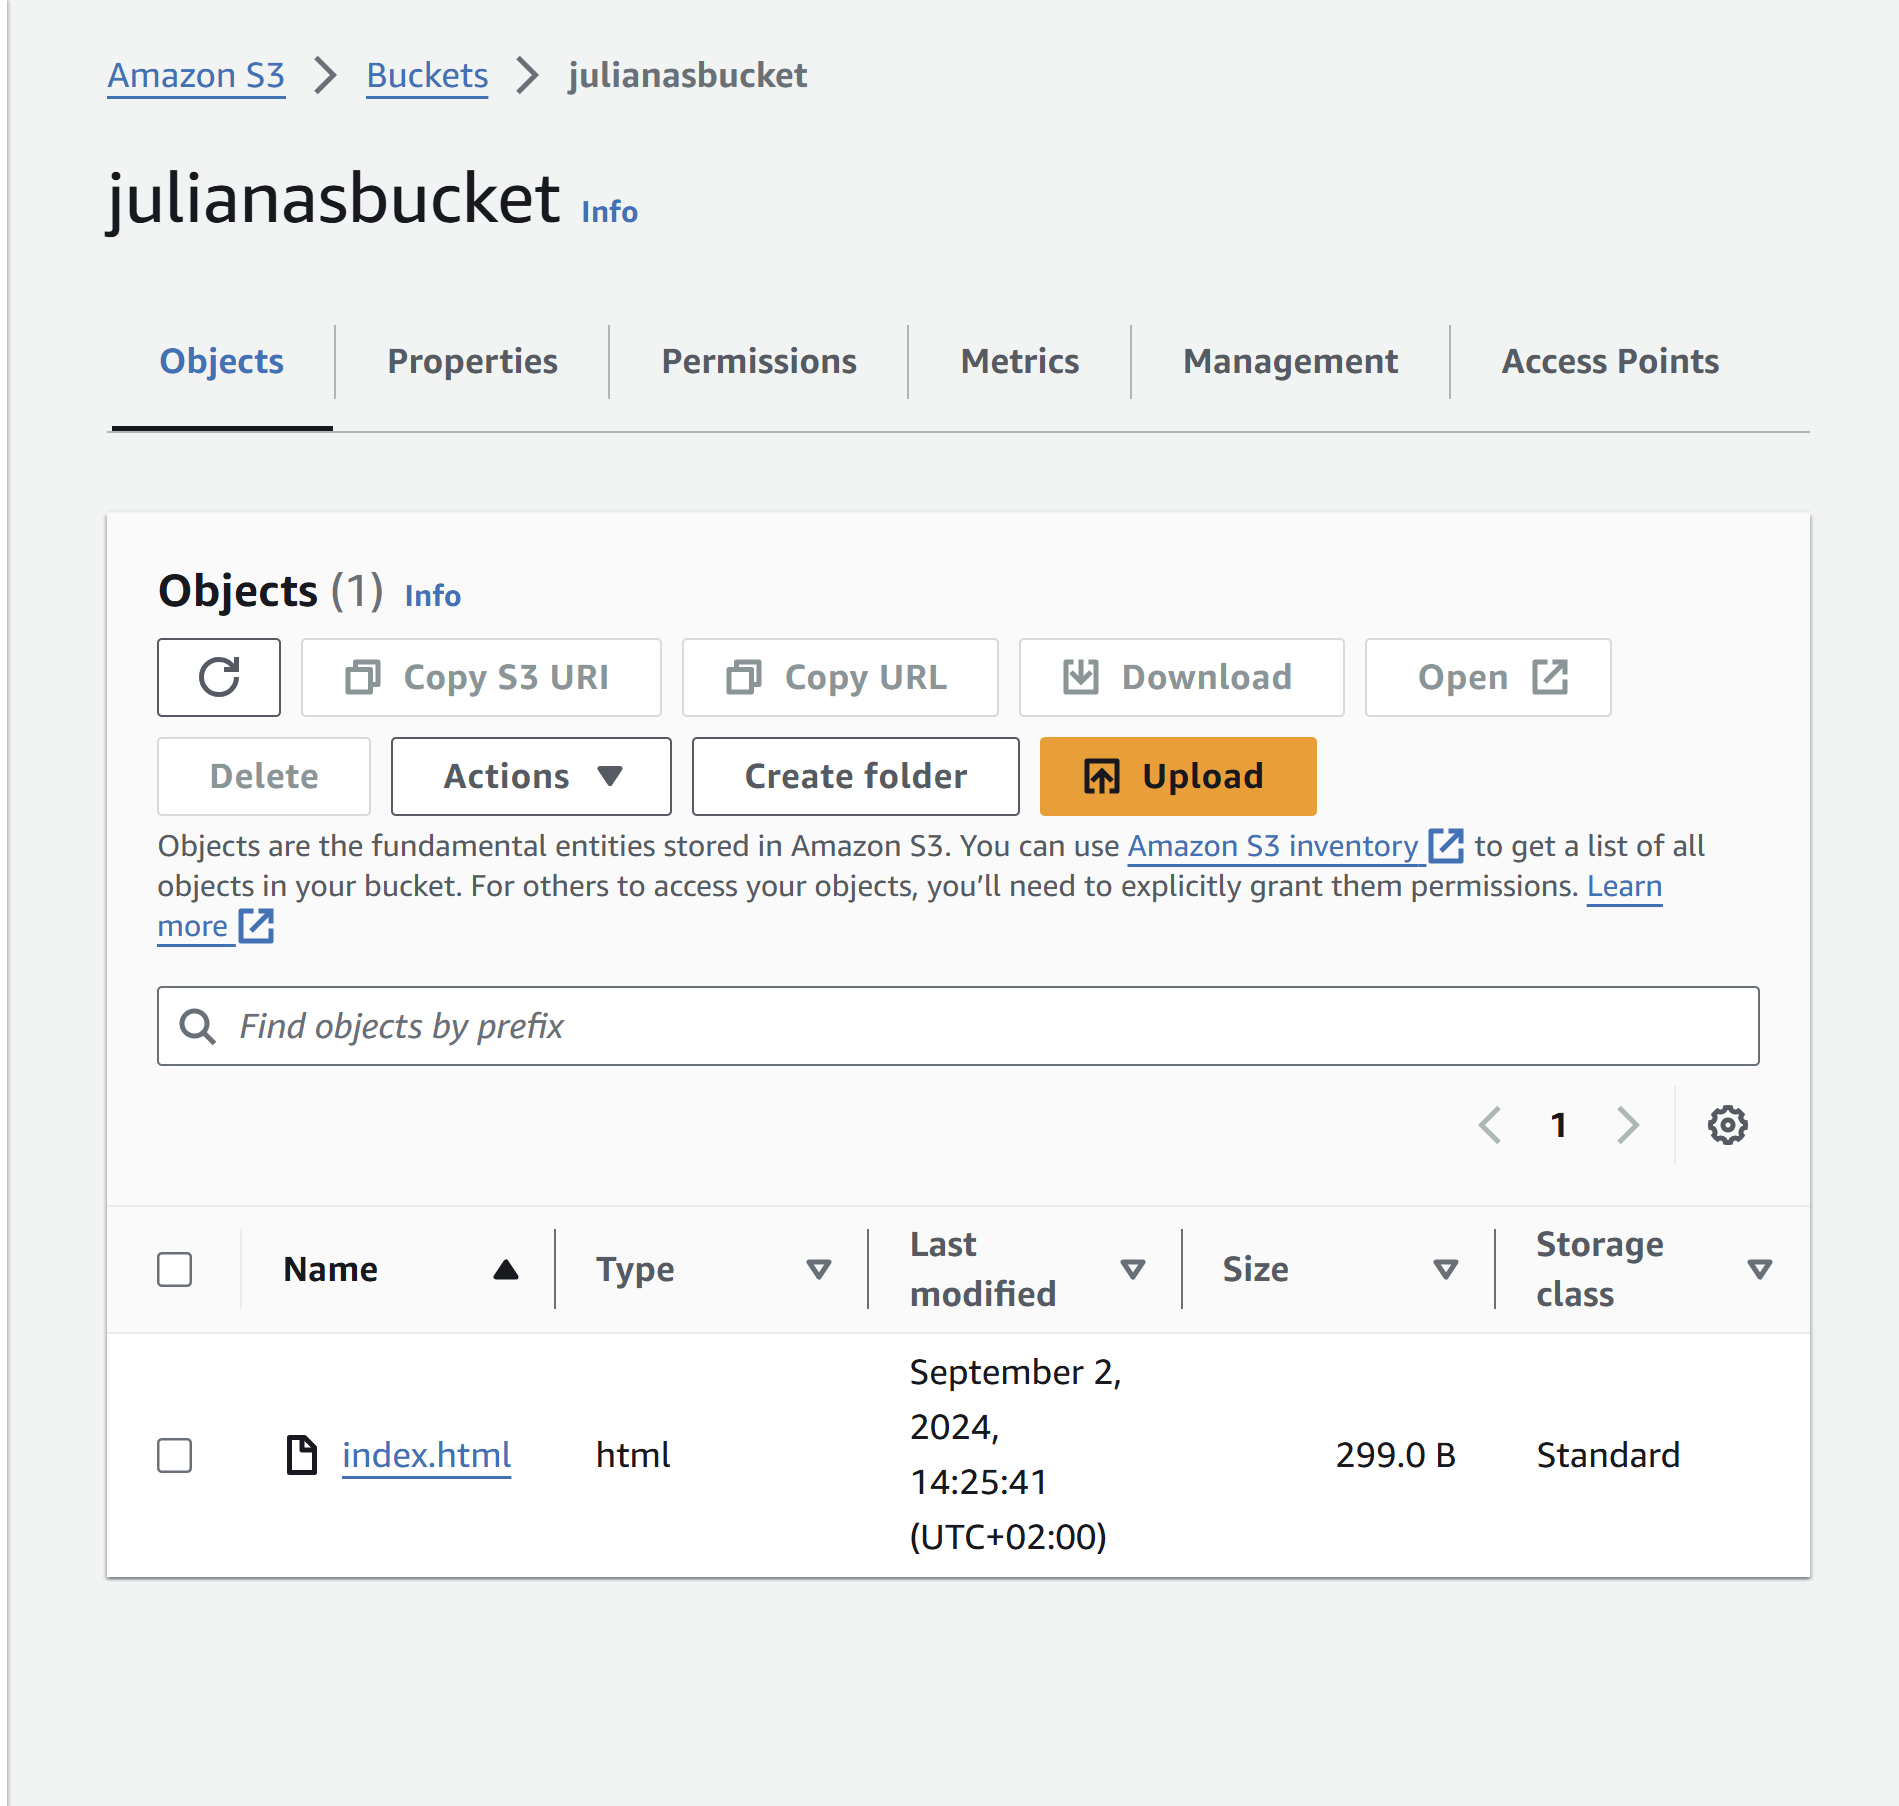 Amazon S3 Buckets julianasbucket
julianasbucket Info
Objects Properties Permissions Metrics Management Access Points
Objects (1) Info
Copy S3 URI Copy URL Download Open
Delete Actions Create folder Upload
Objects are the fundamental entities stored in Amazon S3. You can use Amazon S3 inventory to get a list of all
objects in your bucket. For others to access your objects, you’ll need to explicitly grant them permissions. Learn
more
Find objects by prefix
1
Name Type Last modified Size Storage class
index.html html September 2, 2024, 14:25:41 (UTC+02:00) 299.0 B Standard